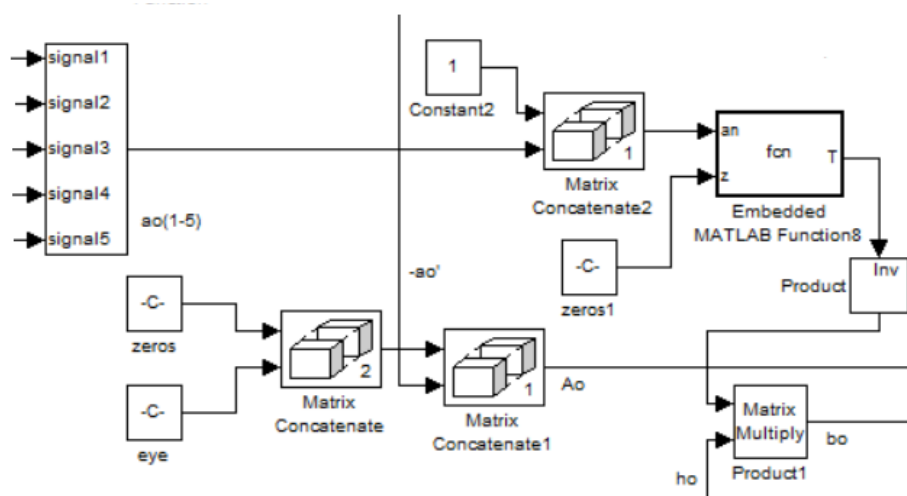 signal1
signal2
signal3
signal4
signal5
ao(1-5)
1
Constant2
1
Matrix
Concatenate2
an
z
fcn
T
Embedded
MATLAB Function8
-C-
zeros1
Inv
Product
-ao'
-C-
zeros
-C-
eye
2
Matrix
Concatenate
1
Matrix
Concatenate1
Ao
Matrix
Multiply
Product1
bo
ho